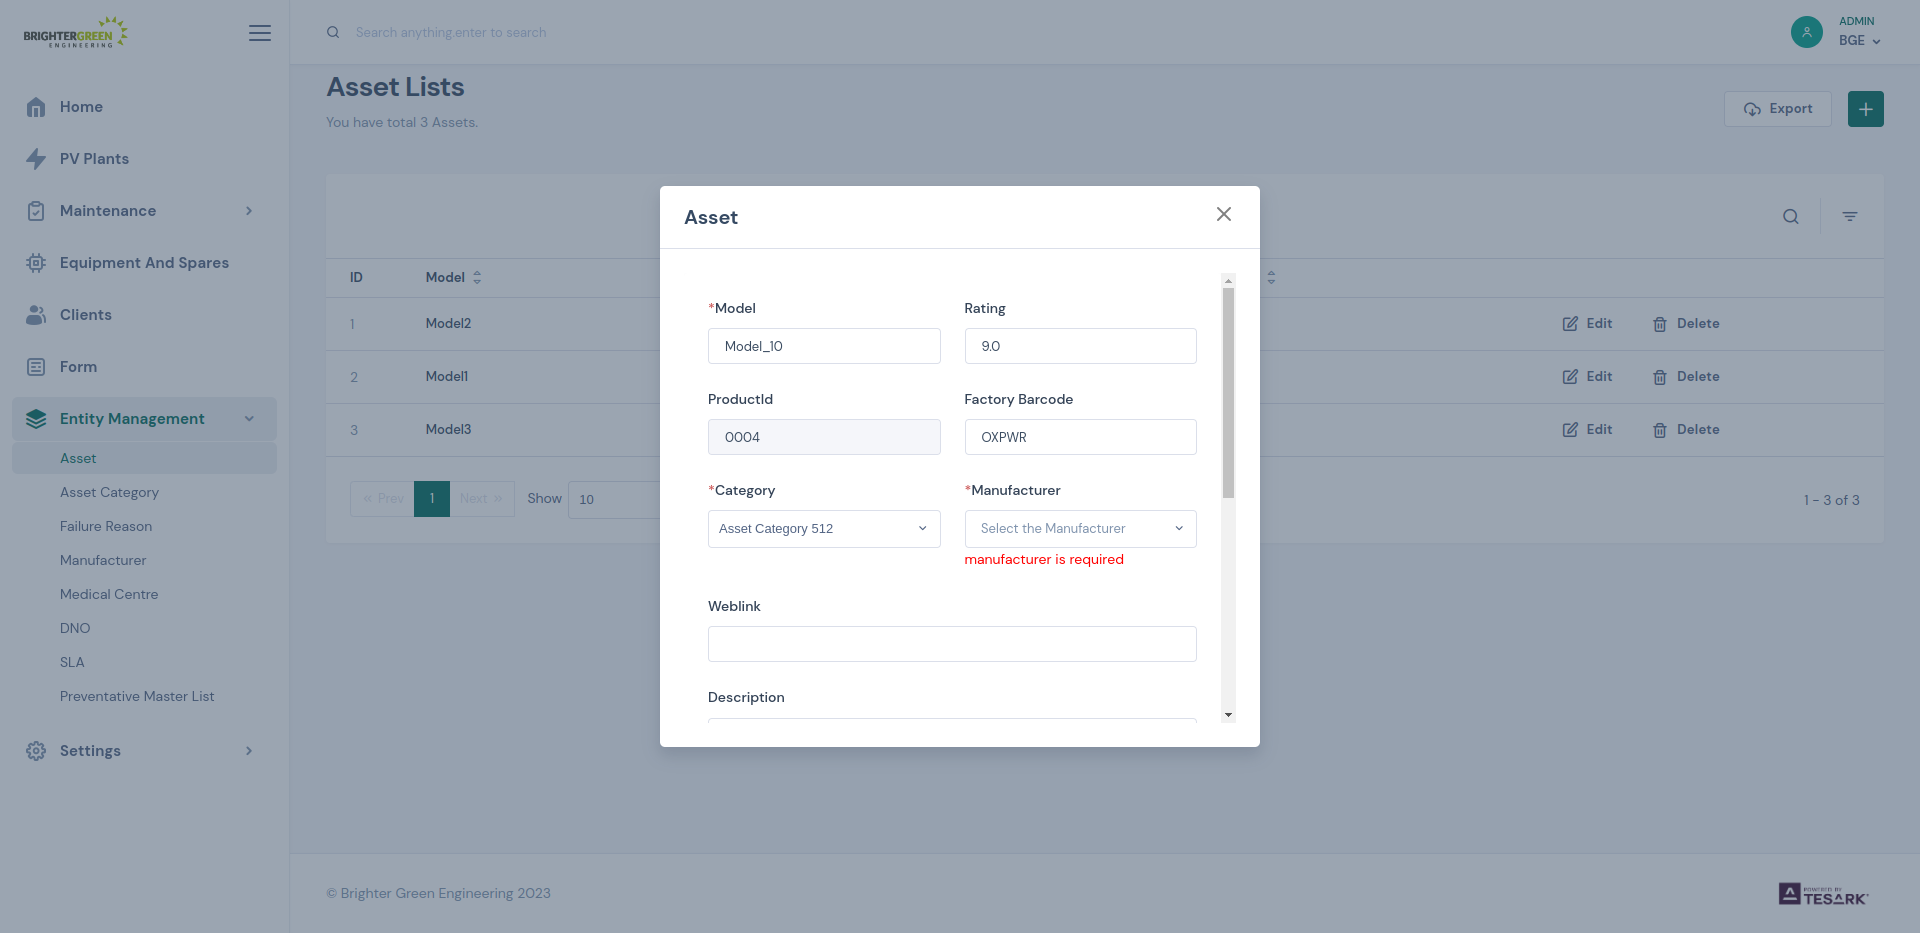 BRIGHTERGREEN
ENGINEERING
Search anything.enter to search
ADMIN
BGE
Home
PV Plants
Maintenance
Equipment And Spares
Clients
Form
Entity Management
Asset
Asset Category
Failure Reason
Manufacturer
Medical Centre
DNO
SLA
Preventative Master List
Settings
Asset Lists
You have total 3 Assets.
Export
ID Model
1 Model2 Edit Delete
2 Model1 Edit Delete
3 Model3 Edit Delete
« Prev 1 Next » Show 10 1 - 3 of 3
Asset
*Model Rating
Model_10 9.0
ProductId Factory Barcode
0004 OXPWR
*Category *Manufacturer
Asset Category 512 Select the Manufacturer
manufacturer is required
Weblink
Description
© Brighter Green Engineering 2023
POWERED BY
TESARK